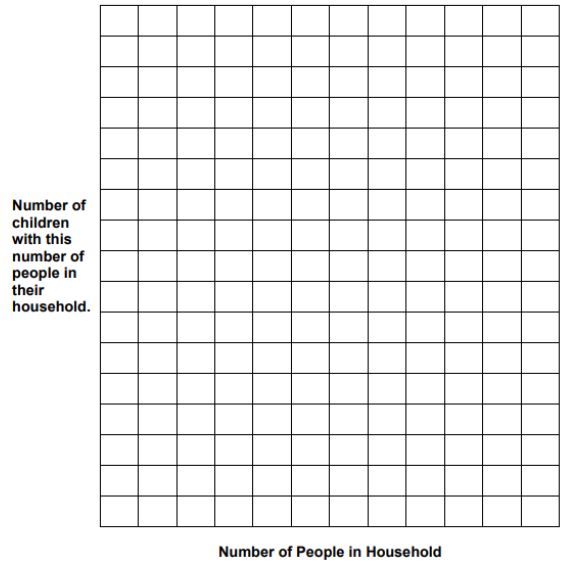 Number of
children
with this
number of
people in
their
household.
Number of People in Household